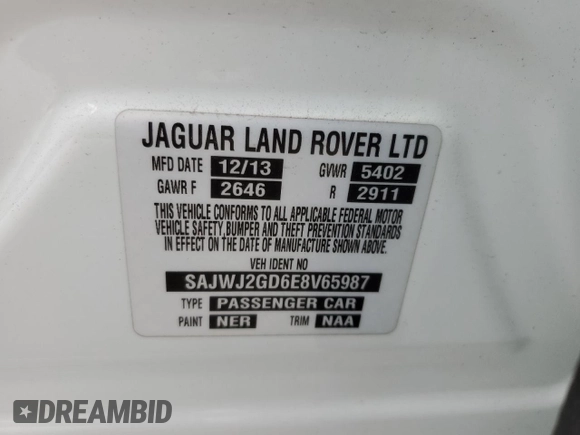 JAGUAR LAND ROVER LTD
MFD DATE 12/13 GVWR 5402
GAWR F 2646 R 2911
THIS VEHICLE CONFORMS TO ALL APPLICABLE FEDERAL MOTOR
VEHICLE SAFETY, BUMPER AND THEFT PREVENTION STANDARDS
IN EFFECT ON THE DATE OF MANUFACTURE SHOWN ABOVE.
VEH IDENT NO
SAJWJ2GD6E8V65987
TYPE PASSENGER CAR
PAINT NER TRIM NAA
DREAMBID